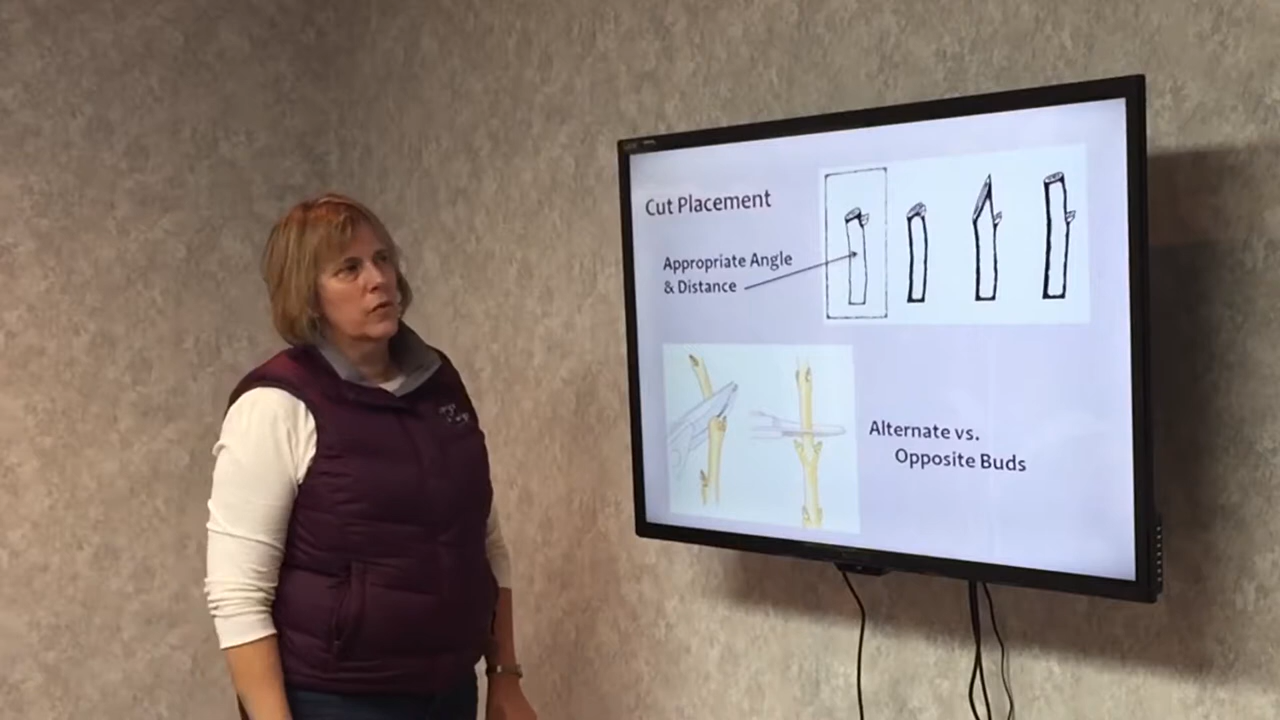 Cut Placement
Appropriate Angle
& Distance
Alternate vs.
Opposite Buds